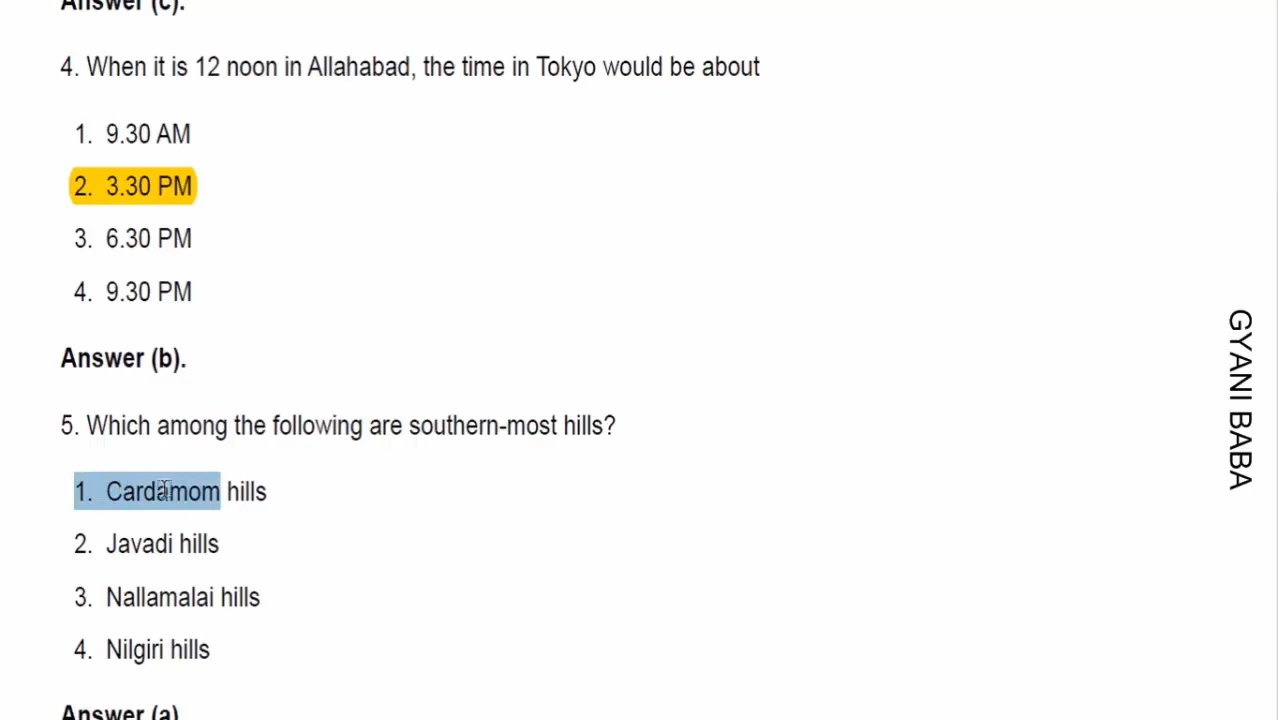 Answer (c).
4. When it is 12 noon in Allahabad, the time in Tokyo would be about
1. 9.30 AM
2. 3.30 PM
3. 6.30 PM
4. 9.30 PM
Answer (b).
5. Which among the following are southern-most hills?
1. Cardamom hills
2. Javadi hills
3. Nallamalai hills
4. Nilgiri hills
Answer (a)
GYANI BABA